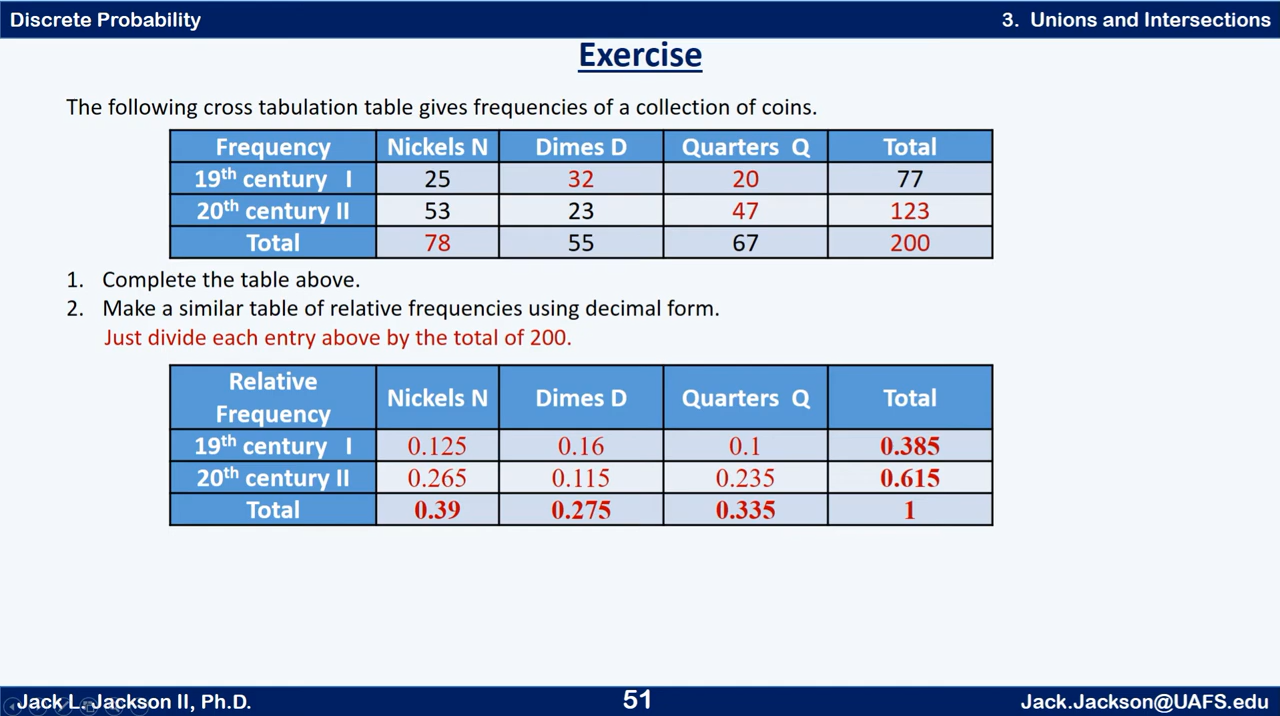 Discrete Probability
3. Unions and Intersections
Exercise
The following cross tabulation table gives frequencies of a collection of coins.
Frequency Nickels N Dimes D Quarters Q Total
19th century I 25 32 20 77
20th century II 53 23 47 123
Total 78 55 67 200
1. Complete the table above.
2. Make a similar table of relative frequencies using decimal form.
Just divide each entry above by the total of 200.
Relative
Frequency Nickels N Dimes D Quarters Q Total
19th century I 0.125 0.16 0.1 0.385
20th century II 0.265 0.115 0.235 0.615
Total 0.39 0.275 0.335 1
Jack L. Jackson II, Ph.D.
51
Jack.Jackson@UAFS.edu